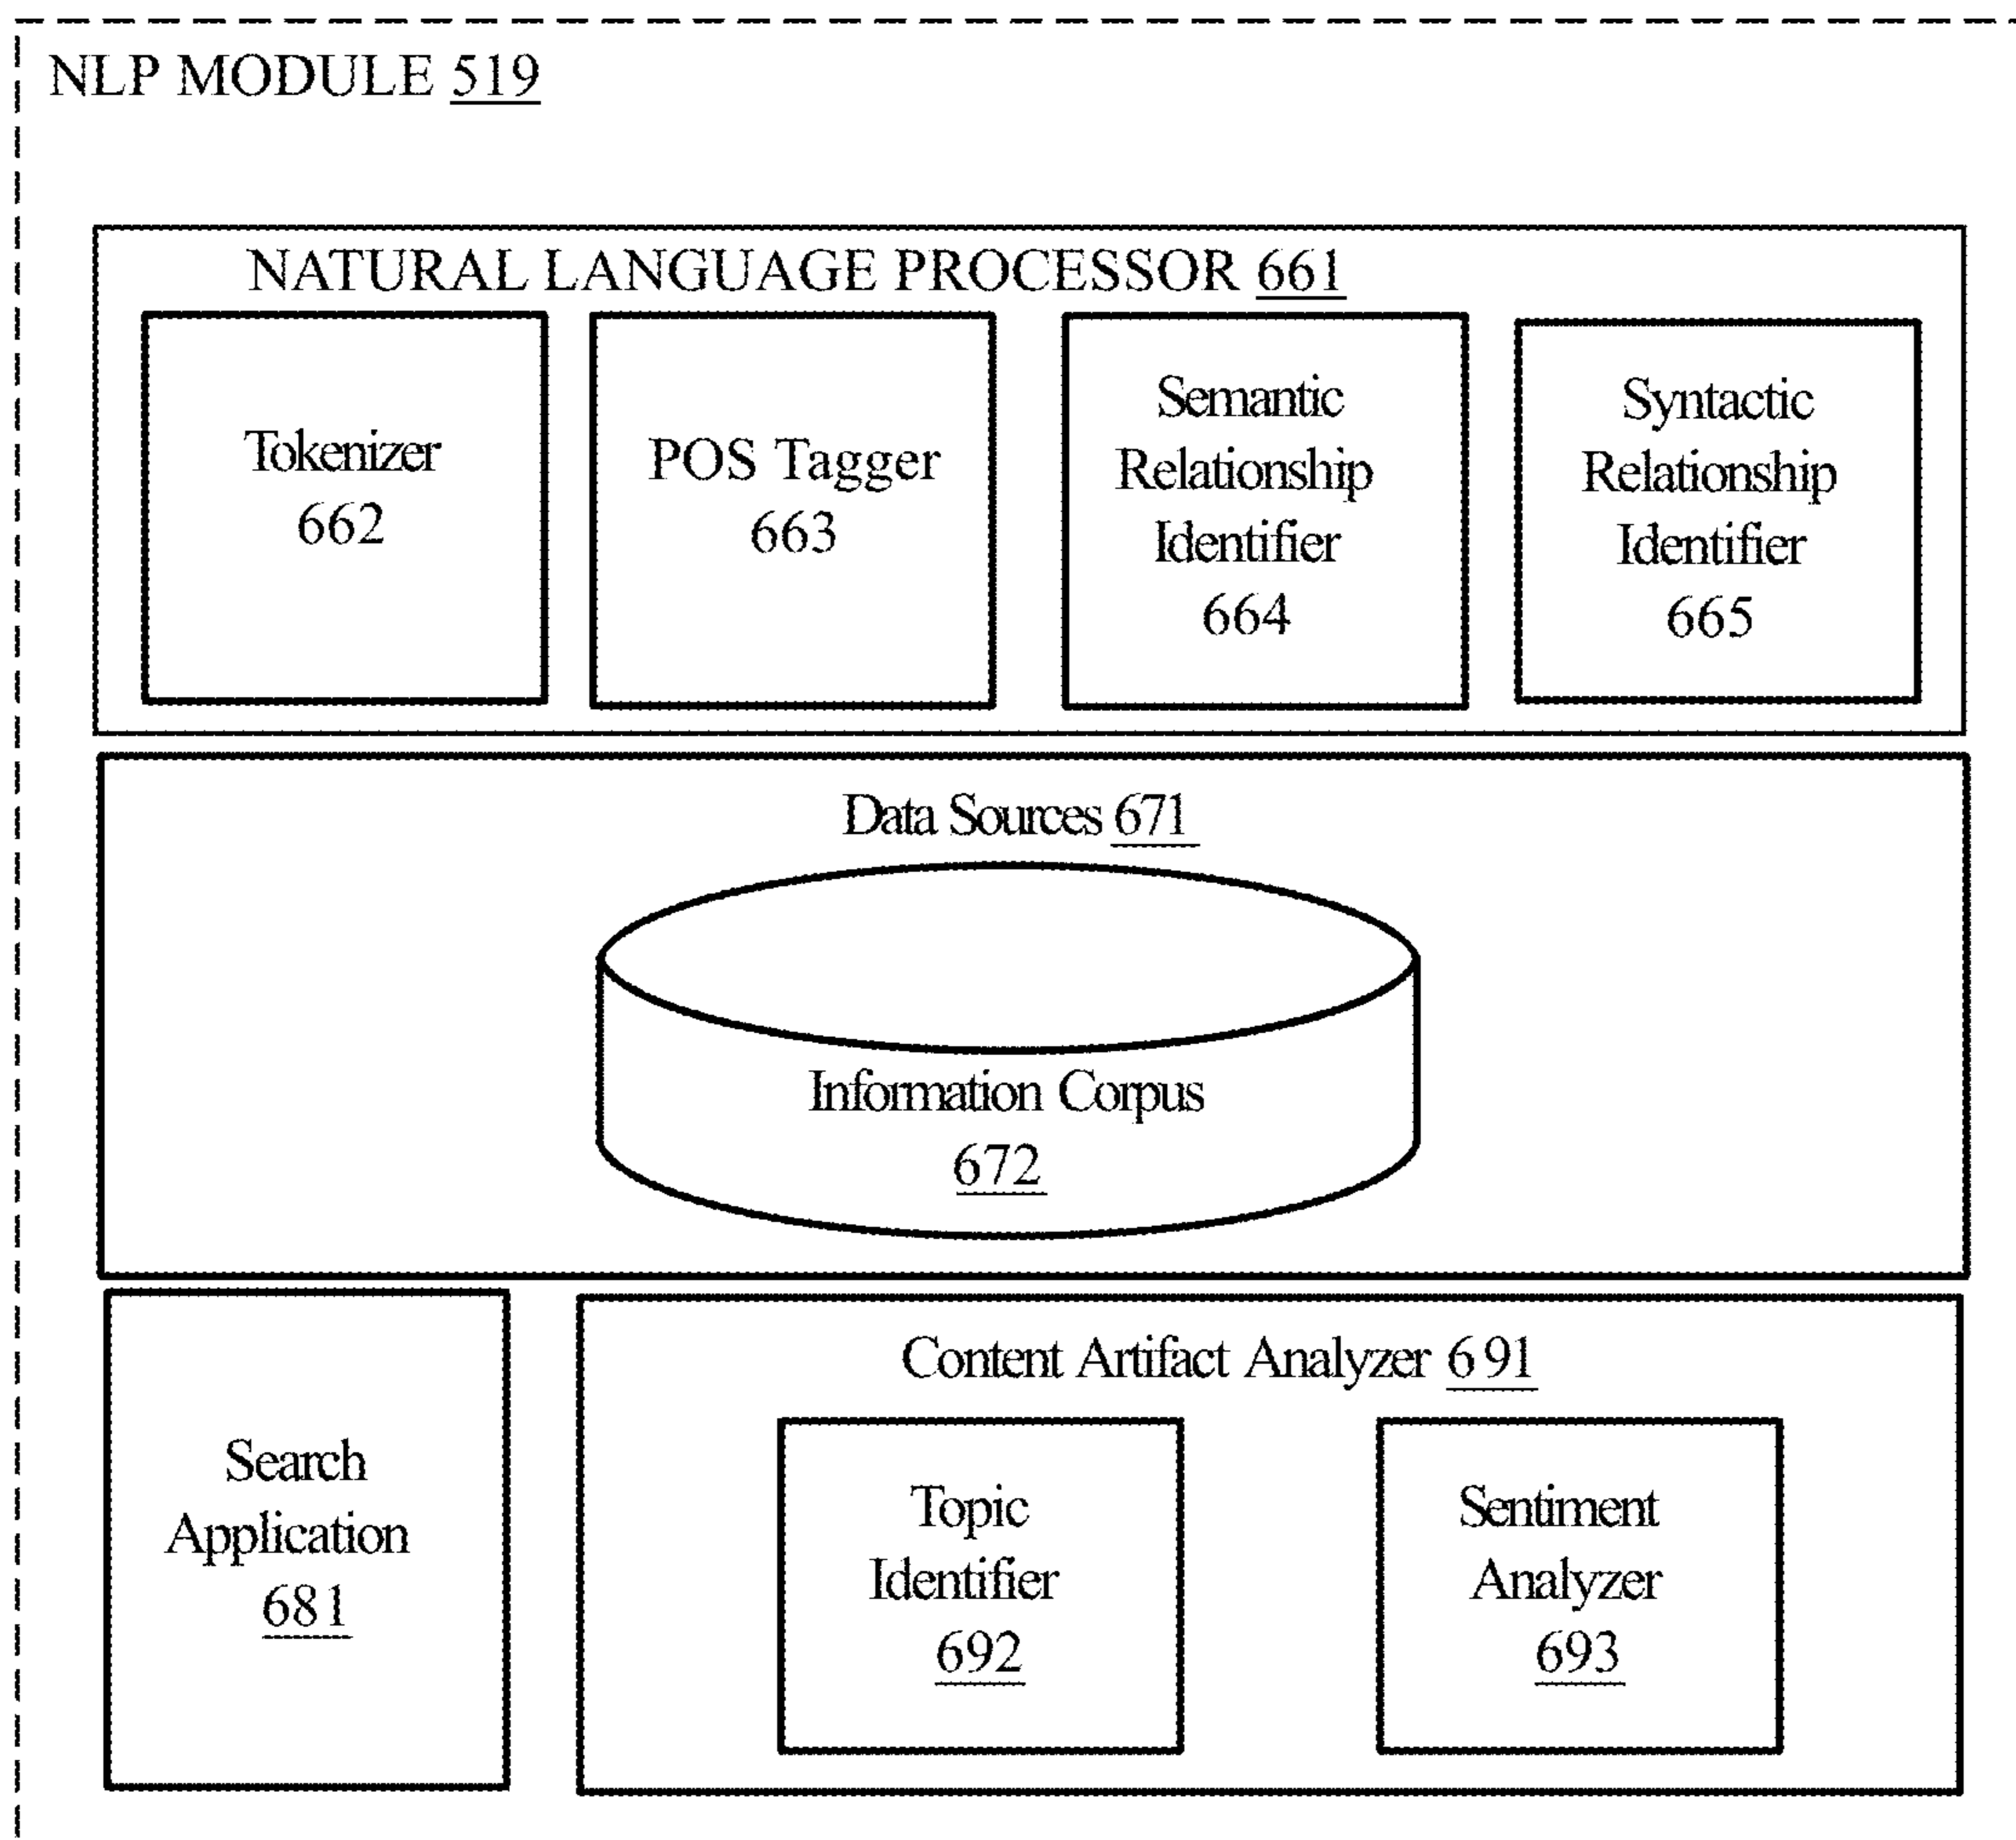 NLP MODULE 519
NATURAL LANGUAGE PROCESSOR 661
Tokenizer
662
POS Tagger
663
Semantic
Relationship
Identifier
664
Syntactic
Relationship
Identifier
665
Data Sources 671
Information Corpus
672
Search
Application
681
Content Artifact Analyzer 691
Topic
Identifier
692
Sentiment
Analyzer
693